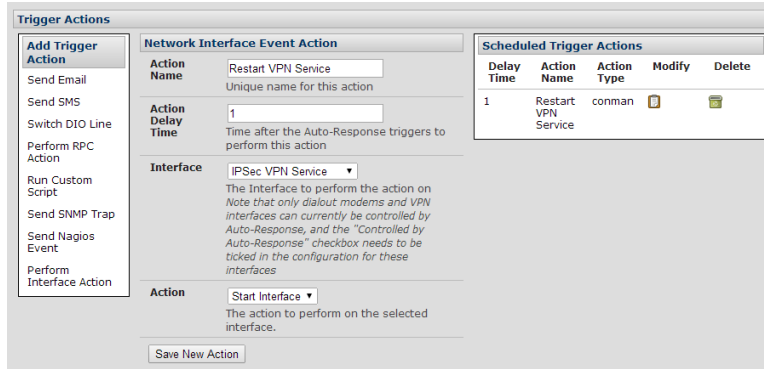 Trigger Actions
Add Trigger
Action
Send Email
Send SMS
Switch DIO Line
Perform RPC
Action
Run Custom
Script
Send SNMP Trap
Send Nagios
Event
Perform
Interface Action
Network Interface Event Action
Action
Name
Restart VPN Service
Unique name for this action
Action
Delay
Time
1
Time after the Auto-Response triggers to
perform this action
Interface
IPSec VPN Service
The Interface to perform the action on
Note that only dialout modems and VPN
interfaces can currently be controlled by
Auto-Response, and the "Controlled by
Auto-Response" checkbox needs to be
ticked in the configuration for these
interfaces
Action
Start Interface
The action to perform on the selected
interface.
Save New Action
Scheduled Trigger Actions
Delay
Time
Action
Name
Action
Type
Modify
Delete
1
Restart
VPN
Service
conman